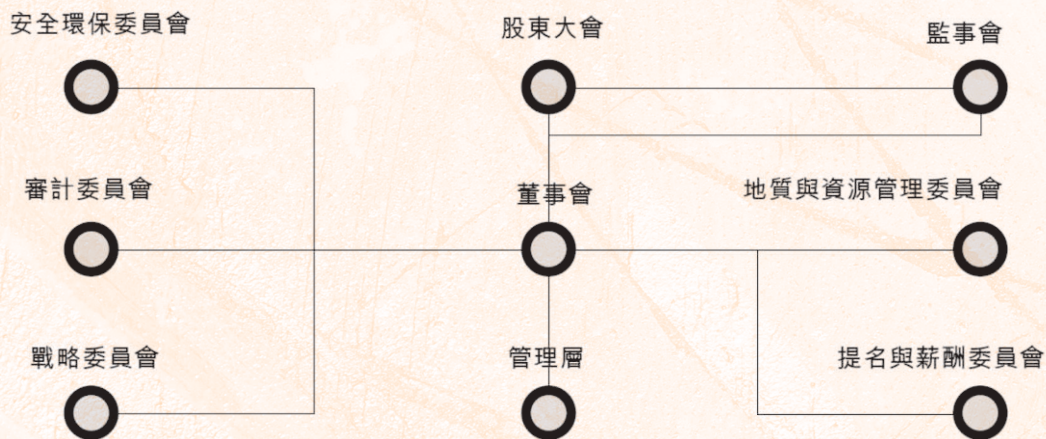 安全環保委員會
股東大會
監事會
審計委員會
董事會
地質與資源管理委員會
戰略委員會
管理層
提名與薪酬委員會